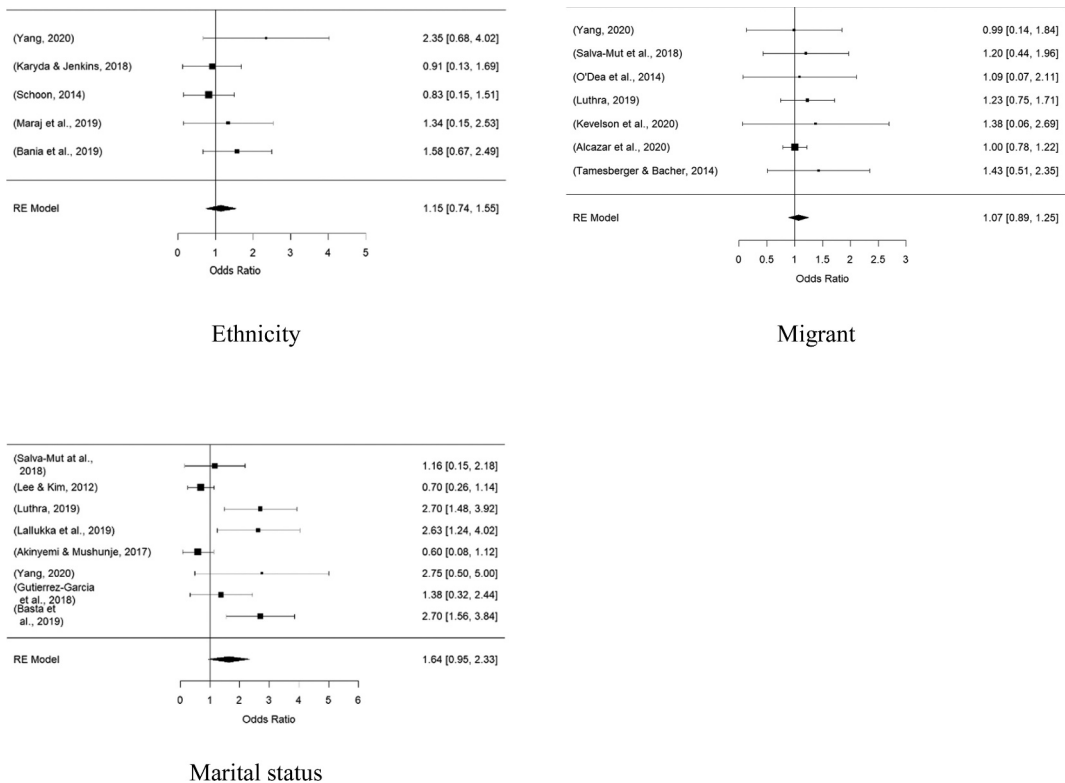 (Yang, 2020) 2.35 [0.68, 4.02]
(Karyda & Jenkins, 2018) 0.91 [0.13, 1.69]
(Schoon, 2014) 0.83 [0.15, 1.51]
(Maraj et al., 2019) 1.34 [0.15, 2.53]
(Bania et al., 2019) 1.58 [0.67, 2.49]
RE Model 1.15 [0.74, 1.55]
0 1 2 3 4 5
Odds Ratio
Ethnicity
(Yang, 2020) 0.99 [0.14, 1.84]
(Salva-Mut et al., 2018) 1.20 [0.44, 1.96]
(O'Dea et al., 2014) 1.09 [0.07, 2.11]
(Luthra, 2019) 1.23 [0.75, 1.71]
(Kevelson et al., 2020) 1.38 [0.06, 2.69]
(Alcazar et al., 2020) 1.00 [0.78, 1.22]
(Tamesberger & Bacher, 2014) 1.43 [0.51, 2.35]
RE Model 1.07 [0.89, 1.25]
0 0.5 1 1.5 2 2.5 3
Odds Ratio
Migrant
(Salva-Mut at al.,
2018) 1.16 [0.15, 2.18]
(Lee & Kim, 2012) 0.70 [0.26, 1.14]
(Luthra, 2019) 2.70 [1.48, 3.92]
(Lallukka et al., 2019) 2.63 [1.24, 4.02]
(Akinyemi & Mushunje, 2017) 0.60 [0.08, 1.12]
(Yang, 2020) 2.75 [0.50, 5.00]
(Gutierrez-Garcia
et al., 2018) 1.38 [0.32, 2.44]
(Basta et
al., 2019) 2.70 [1.56, 3.84]
RE Model 1.64 [0.95, 2.33]
0 1 2 3 4 5 6
Odds Ratio
Marital status